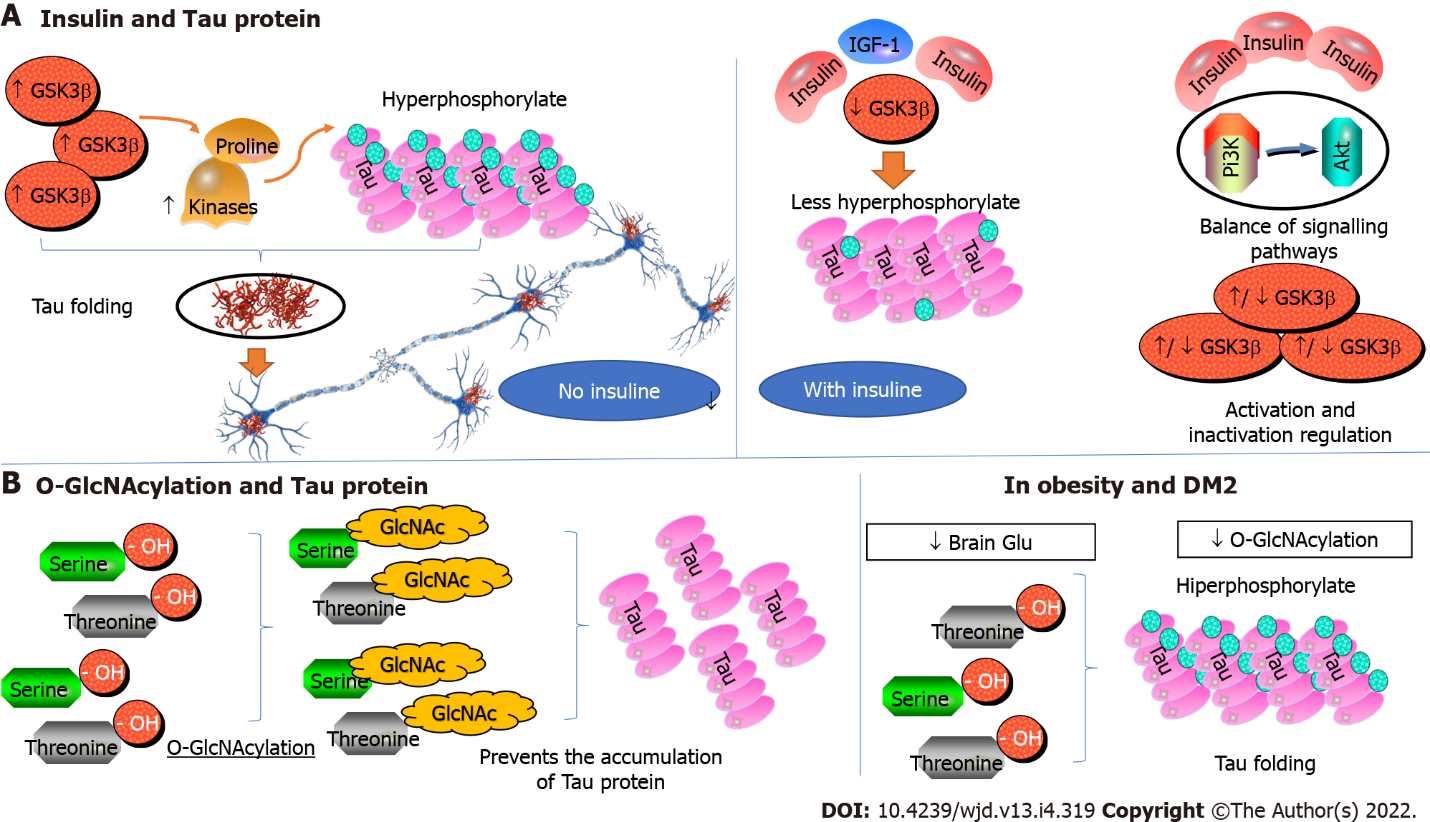 A Insulin and Tau protein
↑ GSK3β
↑ GSK3β
↑ GSK3β
Proline
↑ Kinases
Hyperphosphorylate
Tau
Tau
Tau
Tau
Tau folding
No insuline
↓
Insulin
IGF-1
Insulin
↓ GSK3β
Less hyperphosphorylate
Tau
Tau
Tau
Tau
With insuline
Insulin
Insulin
Insulin
Pi3K
Akt
Balance of signalling
pathways
↑/ ↓ GSK3β
↑/ ↓ GSK3β
↑/ ↓ GSK3β
Activation and
inactivation regulation
B O-GlcNAcylation and Tau protein
Serine
- OH
Threonine
- OH
Serine
- OH
Threonine
- OH
O-GlcNAcylation
Serine
GlcNAc
Threonine
GlcNAc
Serine
GlcNAc
Threonine
GlcNAc
Tau
Tau
Tau
Tau
Prevents the accumulation
of Tau protein
In obesity and DM2
↓ Brain Glu
↓ O-GlcNAcylation
Threonine
- OH
Serine
- OH
Threonine
- OH
Hiperphosphorylate
Tau
Tau
Tau
Tau
Tau folding
DOI: 10.4239/wjd.v13.i4.319 Copyright ©The Author(s) 2022.